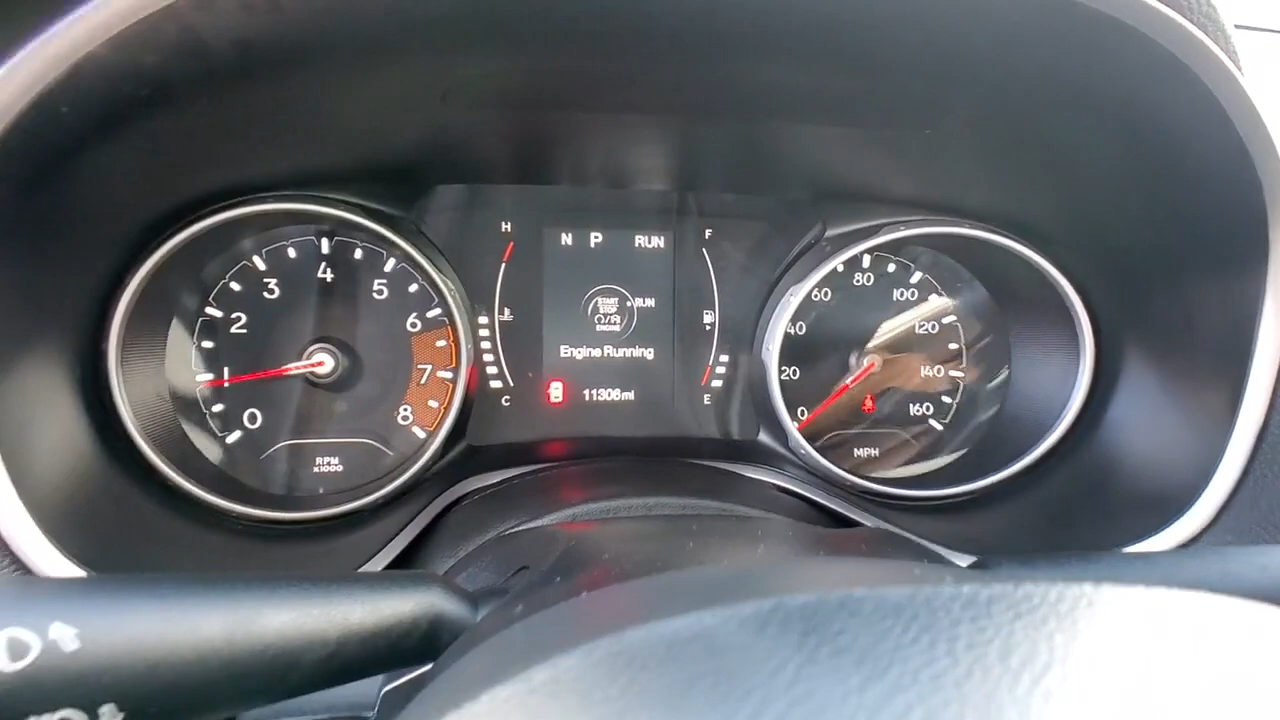 0
1
2
3
4
5
6
7
8
RPM
x1000
H
C
N P RUN
START
STOP
ENGINE
RUN
Engine Running
11306mi
F
E
0
20
40
60
80
100
120
140
160
MPH